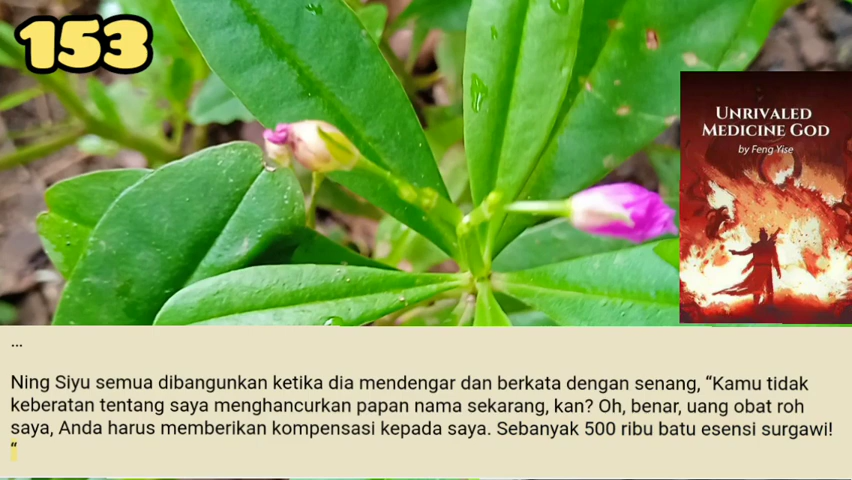 153
UNRIVALED
MEDICINE GOD
by Feng Yise
...
Ning Siyu semua dibangunkan ketika dia mendengar dan berkata dengan senang, “Kamu tidak
keberatan tentang saya menghancurkan papan nama sekarang, kan? Oh, benar, uang obat roh
saya, Anda harus memberikan kompensasi kepada saya. Sebanyak 500 ribu batu esensi surgawi!
“